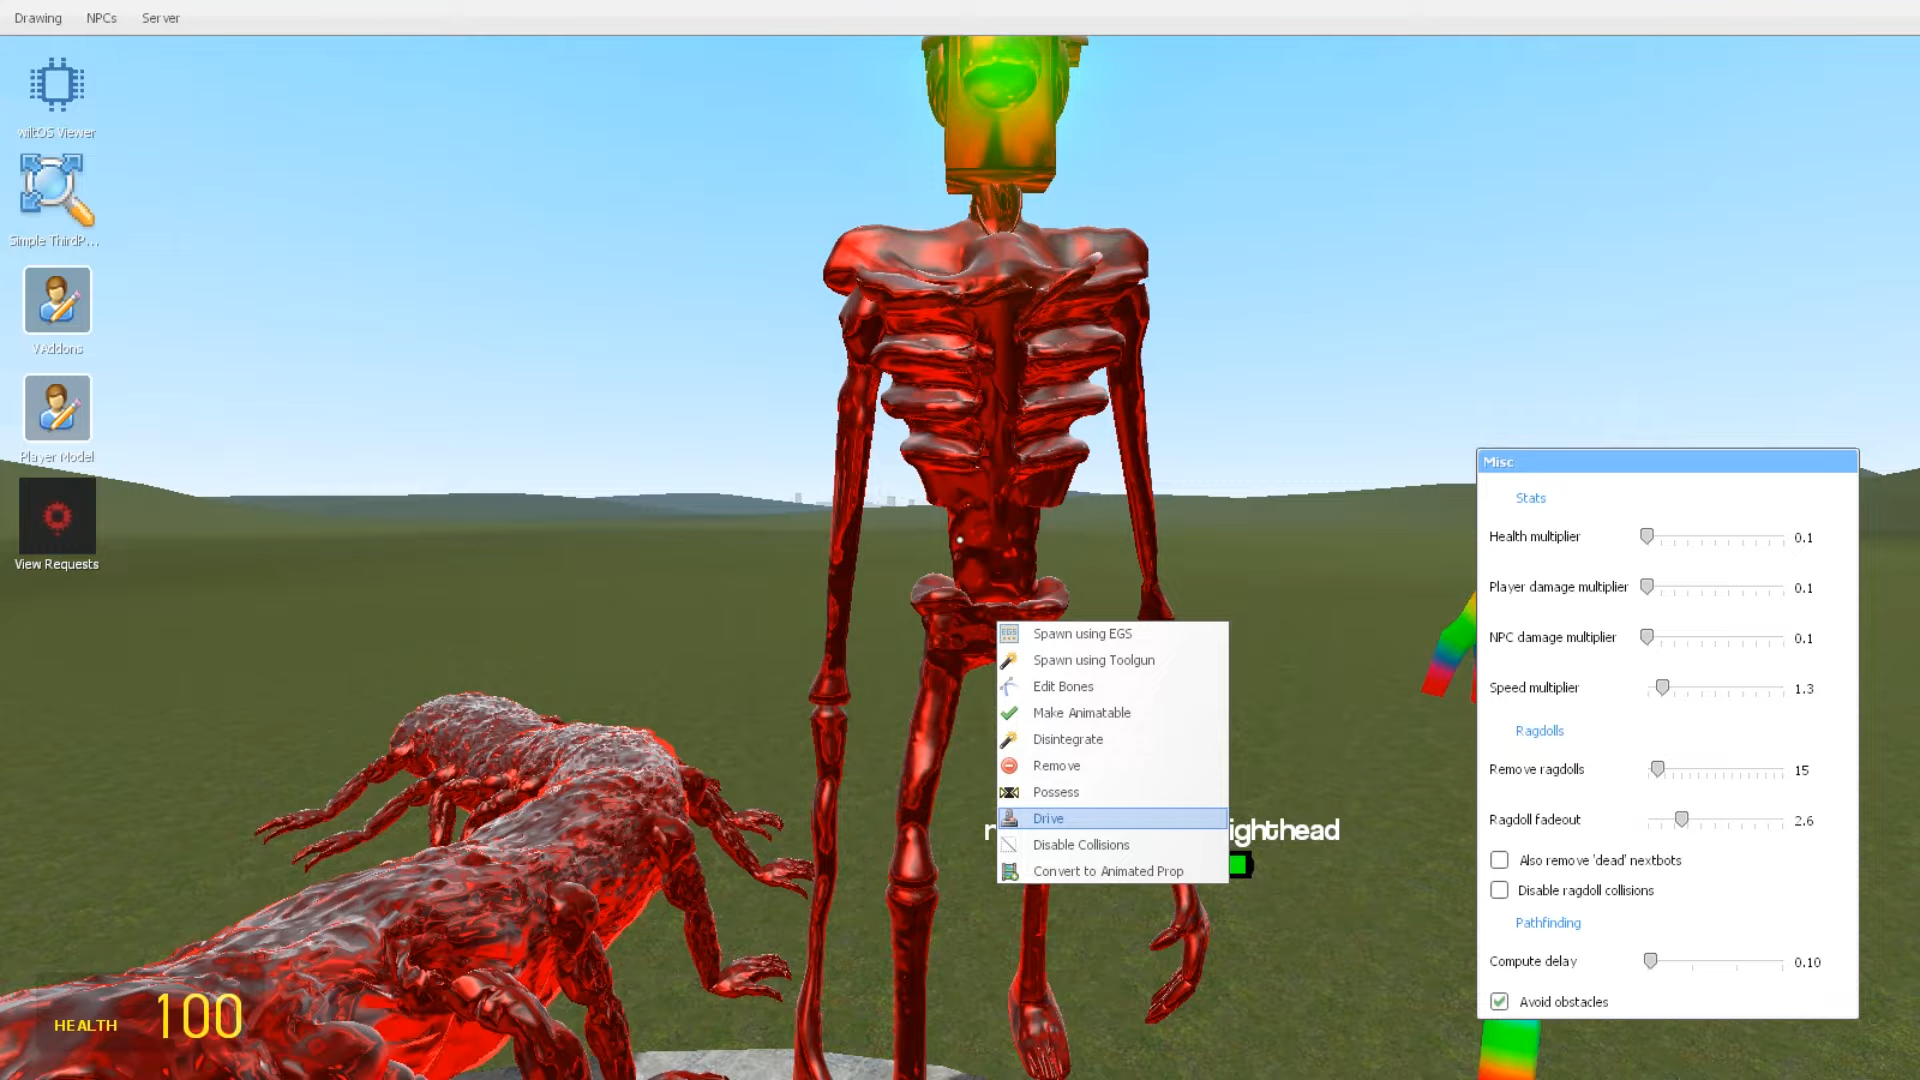 Drawing NPCs Server
wiltOS Viewer
Simple ThirdP...
VAddons
Player Model
View Requests
Spawn using EGS
Spawn using Toolgun
Edit Bones
Make Animatable
Disintegrate
Remove
Possess
Drive
Disable Collisions
Convert to Animated Prop
ighthead
Misc
Stats
Health multiplier 0.1
Player damage multiplier 0.1
NPC damage multiplier 0.1
Speed multiplier 1.3
Ragdolls
Remove ragdolls 15
Ragdoll fadeout 2.6
Also remove 'dead' nextbots
Disable ragdoll collisions
Pathfinding
Compute delay 0.10
Avoid obstacles
HEALTH 100